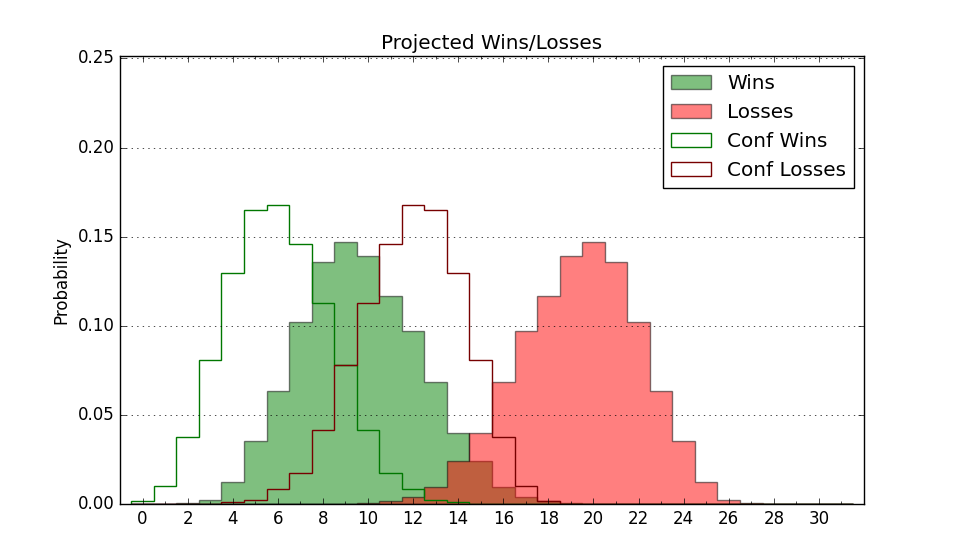 Projected Wins/Losses
0.25
0.20
0.15
0.10
0.05
0.00
Probability
Wins
Losses
Conf Wins
Conf Losses
0 2 4 6 8 10 12 14 16 18 20 22 24 26 28 30